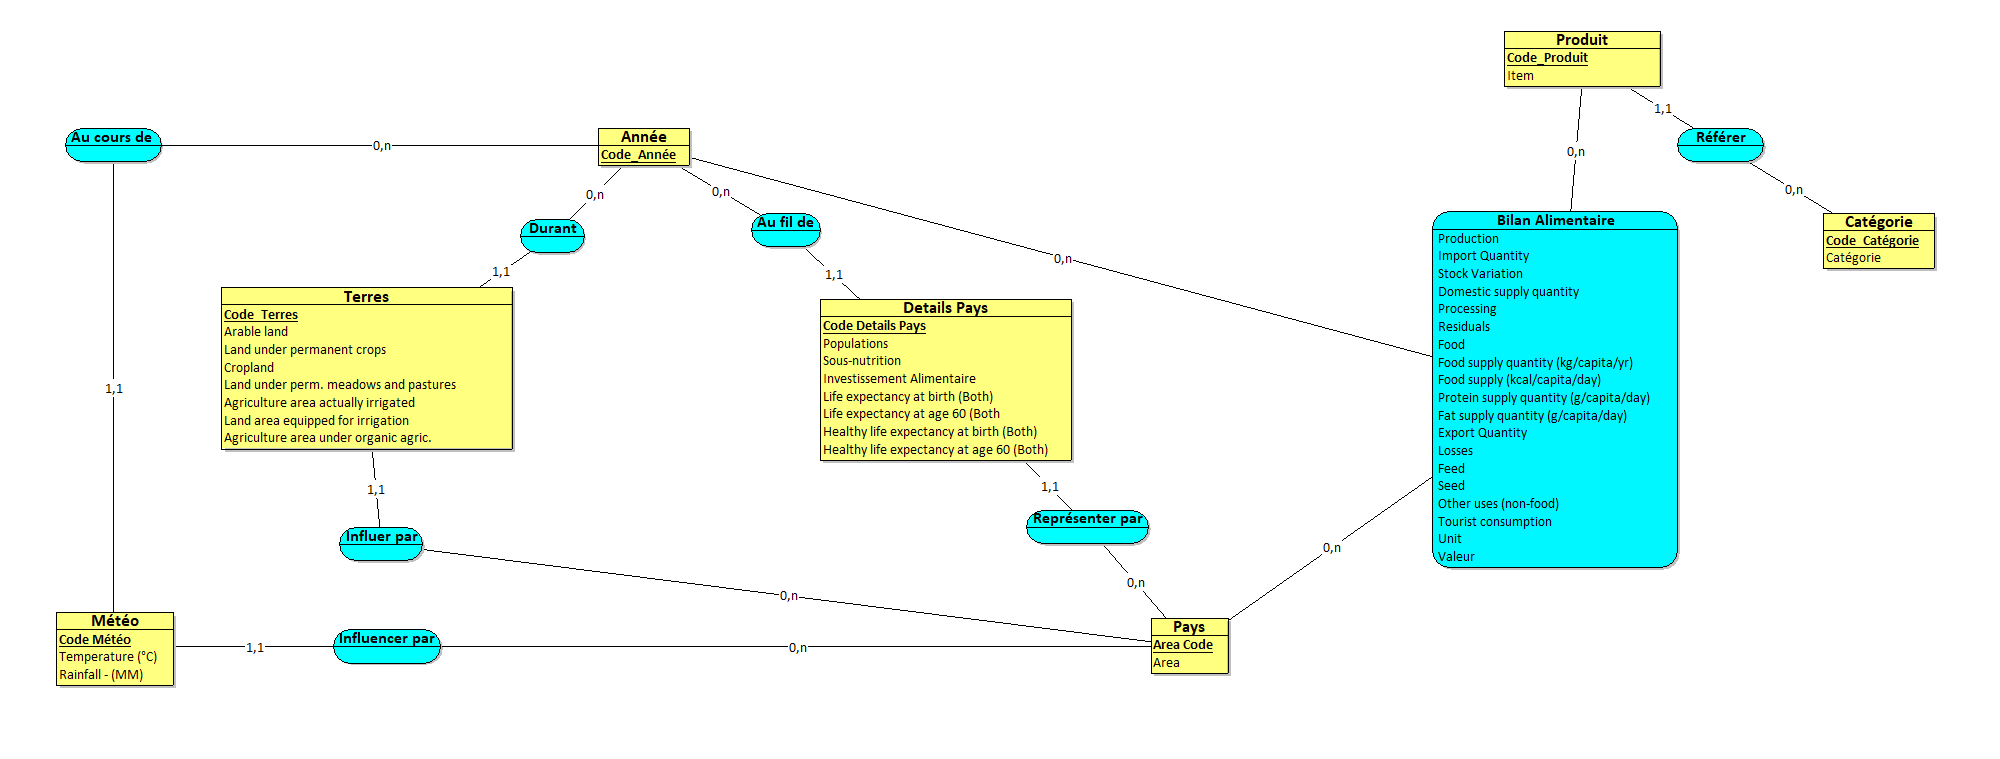 Produit
Code_Produit
Item
1,1
Au cours de
0,n
Année
Code_Année
Référer
0,n
0,n
0,n
0,n
Durant
Au fil de
Bilan Alimentaire
Production
Import Quantity
Stock Variation
Domestic supply quantity
Processing
Residuals
Food
Food supply quantity (kg/capita/yr)
Food supply (kcal/capita/day)
Protein supply quantity (g/capita/day)
Fat supply quantity (g/capita/day)
Export Quantity
Losses
Feed
Seed
Other uses (non-food)
Tourist consumption
Unit
Valeur
Catégorie
Code_Catégorie
Catégorie
0,n
1,1
1,1
Terres
Code_Terres
Arable land
Land under permanent crops
Cropland
Land under perm. meadows and pastures
Agriculture area actually irrigated
Land area equipped for irrigation
Agriculture area under organic agric.
Details Pays
Code Details Pays
Populations
Sous-nutrition
Investissement Alimentaire
Life expectancy at birth (Both)
Life expectancy at age 60 (Both
Healthy life expectancy at birth (Both)
Healthy life expectancy at age 60 (Both)
1,1
1,1
1,1
Influer par
Représenter par
0,n
0,n
0,n
Météo
Code Météo
Temperature (°C)
Rainfall - (MM)
1,1
Influencer par
0,n
Pays
Area Code
Area